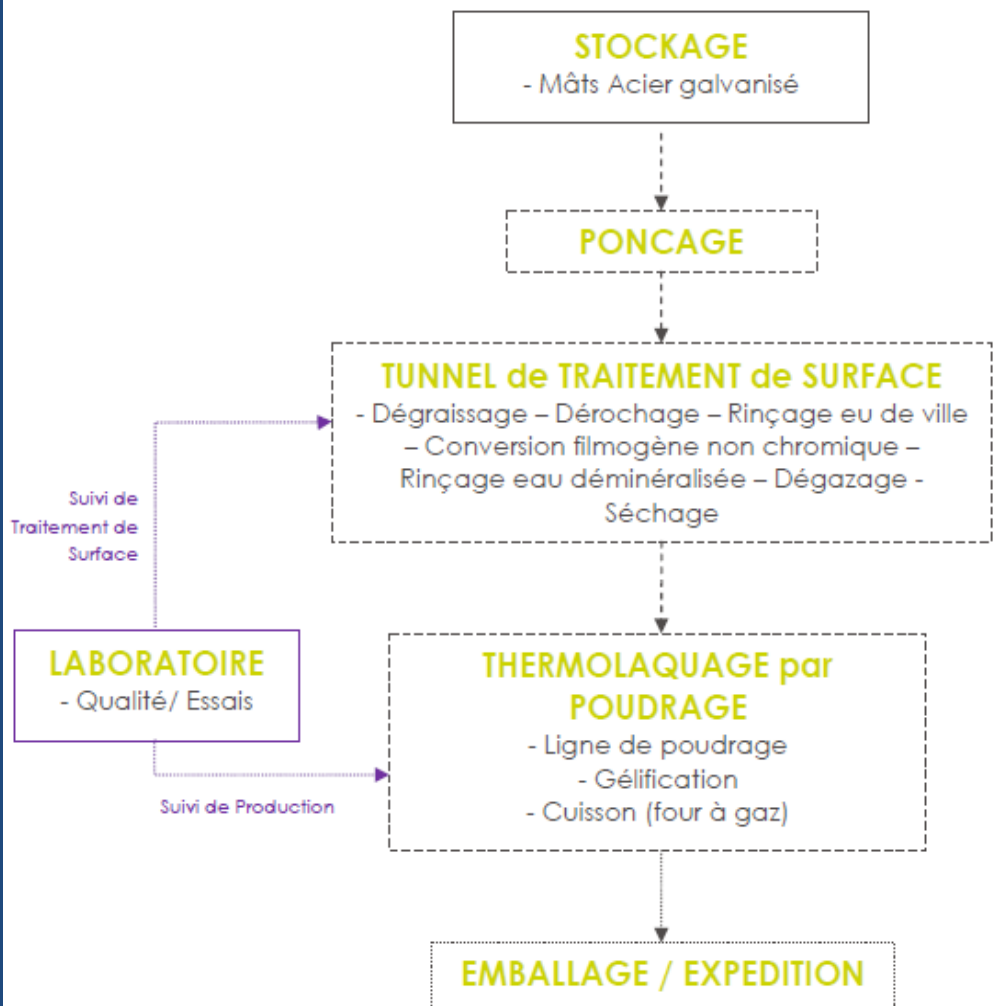 STOCKAGE
- Mâts Acier galvanisé
PONCAGE
TUNNEL de TRAITEMENT de SURFACE
- Dégraissage – Dérochage – Rinçage eu de ville
– Conversion filmogène non chromique –
Rinçage eau déminéralisée – Dégazage -
Séchage
Suivi de
Traitement de
Surface
LABORATOIRE
- Qualité/ Essais
Suivi de Production
THERMOLAQUAGE par
POUDRAGE
- Ligne de poudrage
- Gélification
- Cuisson (four à gaz)
EMBALLAGE / EXPEDITION